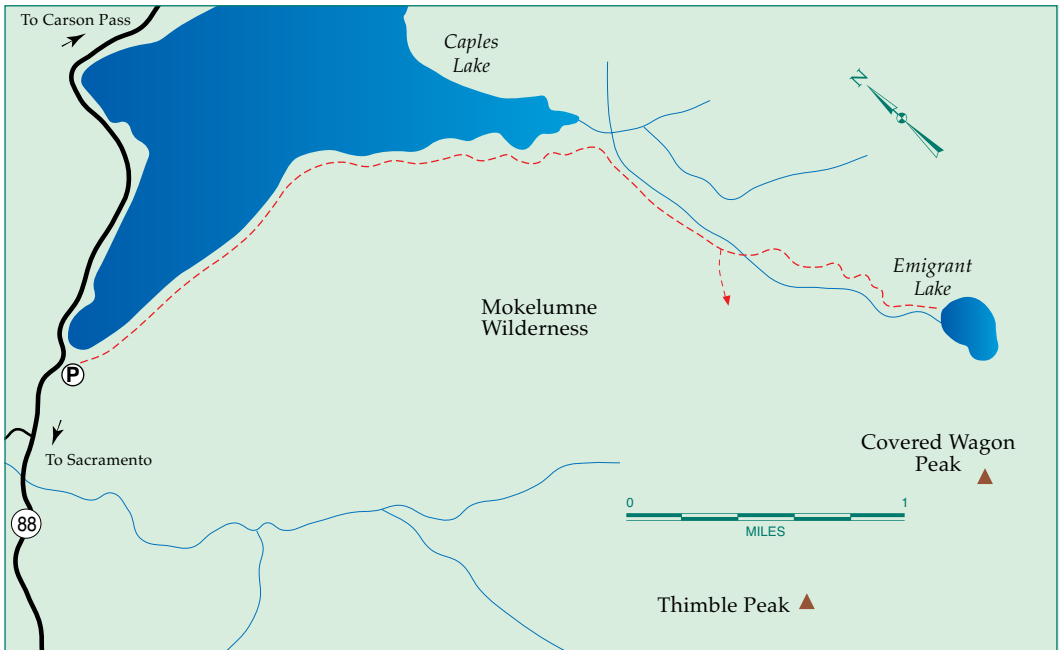 To Carson Pass
Caples
Lake
N
Emigrant
Lake
Mokelumne
Wilderness
P
To Sacramento
Covered Wagon
Peak
88
0 1
MILES
Thimble Peak